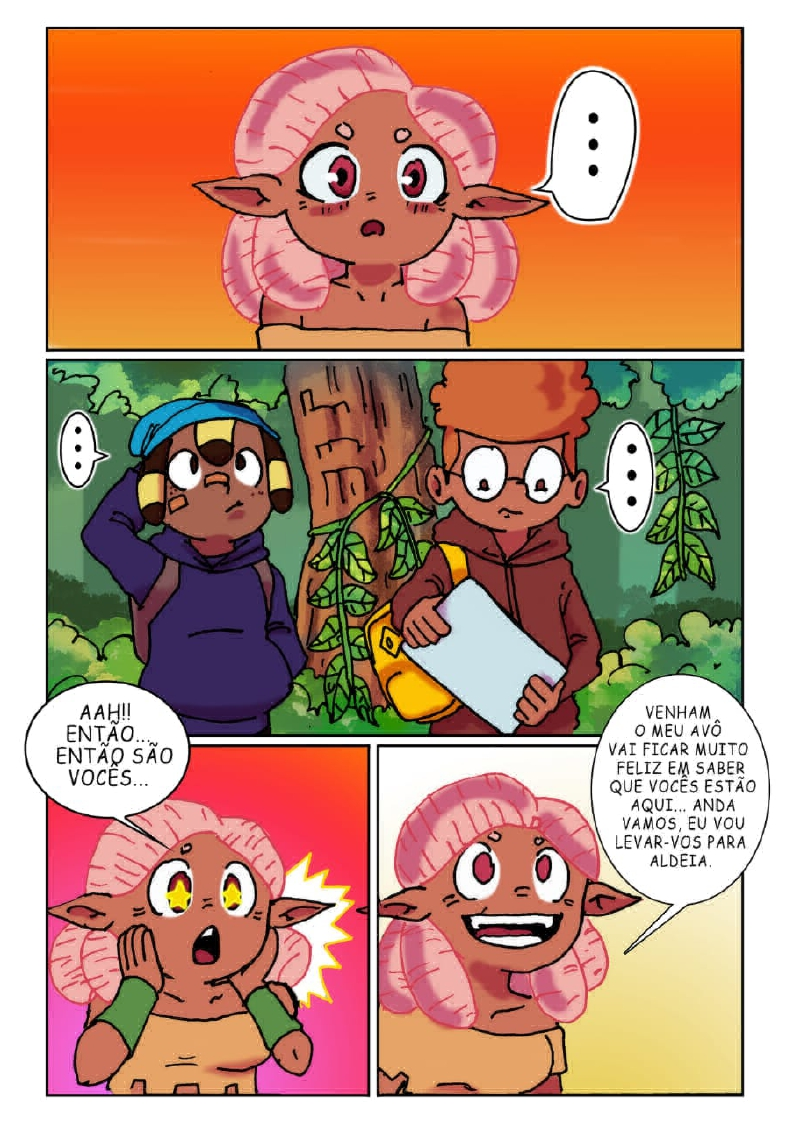 ...
...
...
AAH!!
ENTÃO...
ENTÃO SÃO
VOCÊS...
VENHAM
O MEU AVÔ
VAI FICAR MUITO
FELIZ EM SABER
QUE VOCÊS ESTÃO
AQUI... ANDA
VAMOS, EU VOU
LEVAR-VOS PARA
ALDEIA.